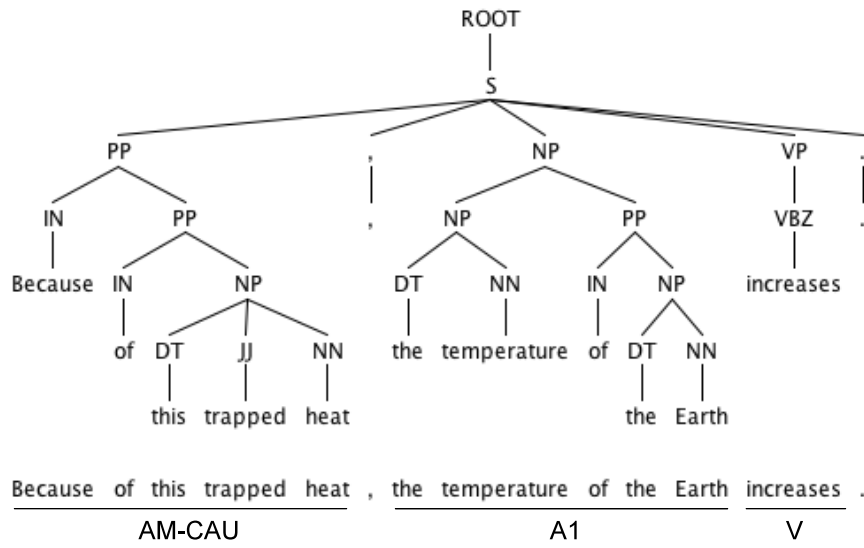 ROOT
S
PP , NP VP .
IN PP , NP PP VBZ .
Because IN NP DT NN IN NP increases
of DT JJ NN the temperature of DT NN
this trapped heat the Earth
Because of this trapped heat , the temperature of the Earth increases .
AM-CAU A1 V